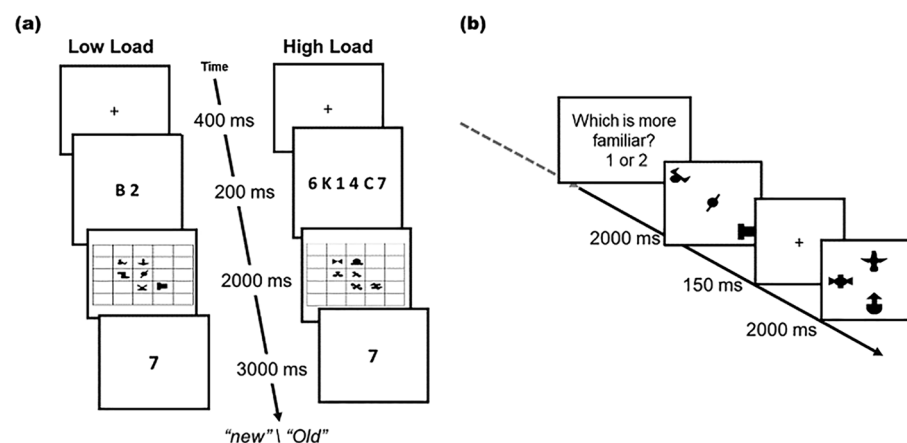 (a)
Low Load
High Load
Time
+
+
400 ms
B 2
6 K 1 4 C 7
200 ms
2000 ms
7
7
3000 ms
"new" \ "Old"
(b)
Which is more
familiar?
1 or 2
2000 ms
+
150 ms
2000 ms